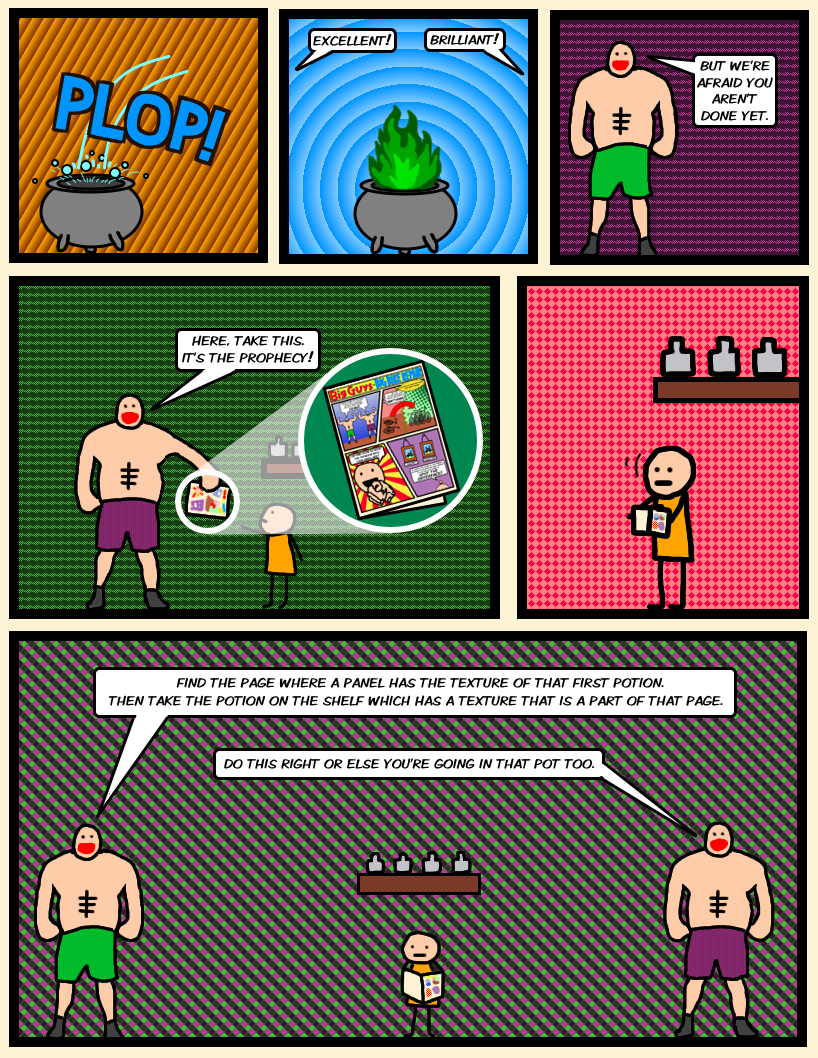 PLOP!
EXCELLENT!
BRILLIANT!
BUT WE'RE
AFRAID YOU
AREN'T
DONE YET.
HERE, TAKE THIS.
IT'S THE PROPHECY!
BIG GUYS:
FIND THE PAGE WHERE A PANEL HAS THE TEXTURE OF THAT FIRST POTION.
THEN TAKE THE POTION ON THE SHELF WHICH HAS A TEXTURE THAT IS A PART OF THAT PAGE.
DO THIS RIGHT OR ELSE YOU'RE GOING IN THAT POT TOO.